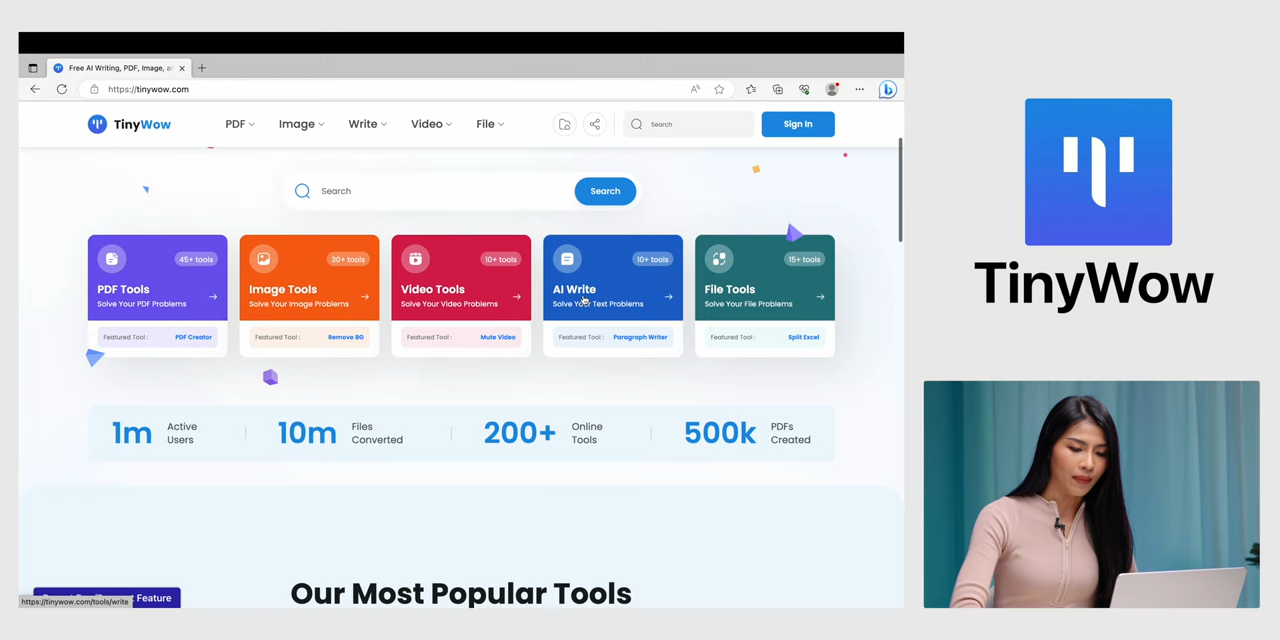 Free AI Writing, PDF, Image, a
https://tinywow.com
TinyWow
PDF
Image
Write
Video
File
Search
Sign In
Search
Search
45+ tools
PDF Tools
Solve Your PDF Problems
Featured Tool :
PDF Creator
30+ tools
Image Tools
Solve Your Image Problems
Featured Tool :
Remove BG
10+ tools
Video Tools
Solve Your Video Problems
Featured Tool :
Mute Video
10+ tools
AI Write
Solve Your Text Problems
Featured Tool :
Paragraph Writer
15+ tools
File Tools
Solve Your File Problems
Featured Tool :
Split Excel
1m
Active
Users
10m
Files
Converted
200+
Online
Tools
500k
PDFs
Created
Our Most Popular Tools
Feature
https://tinywow.com/tools/write
TinyWow